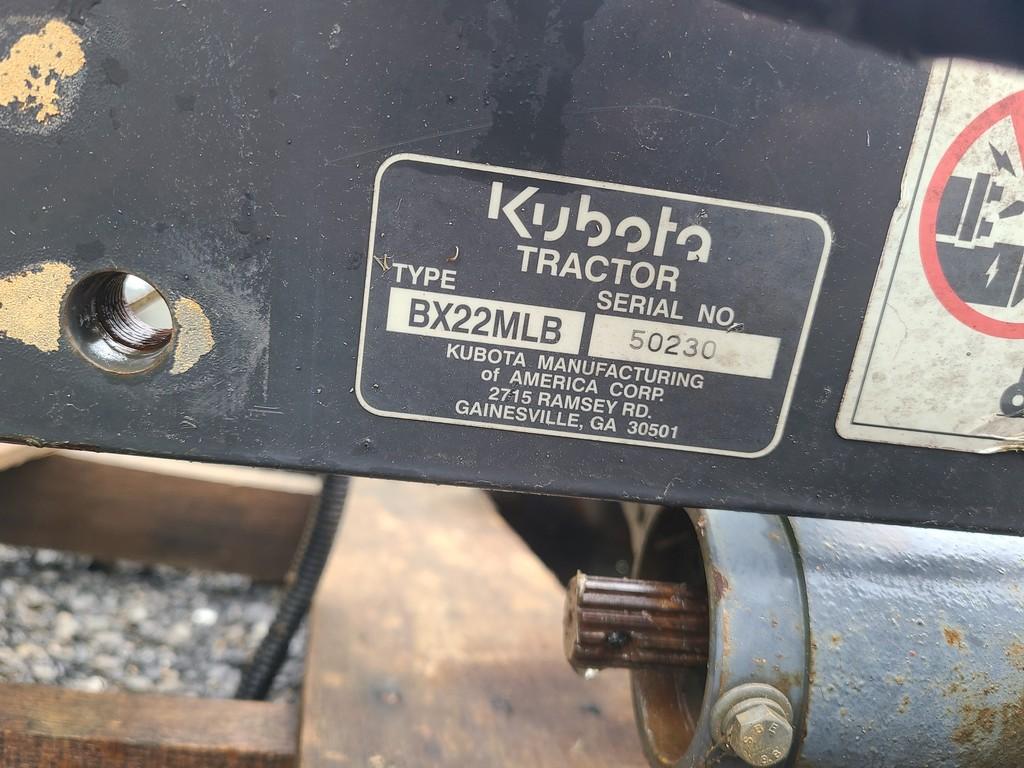 Kubota
TRACTOR
TYPE
SERIAL NO.
BX22MLB
50230
KUBOTA MANUFACTURING
of AMERICA CORP.
2715 RAMSEY RD.
GAINESVILLE, GA 30501